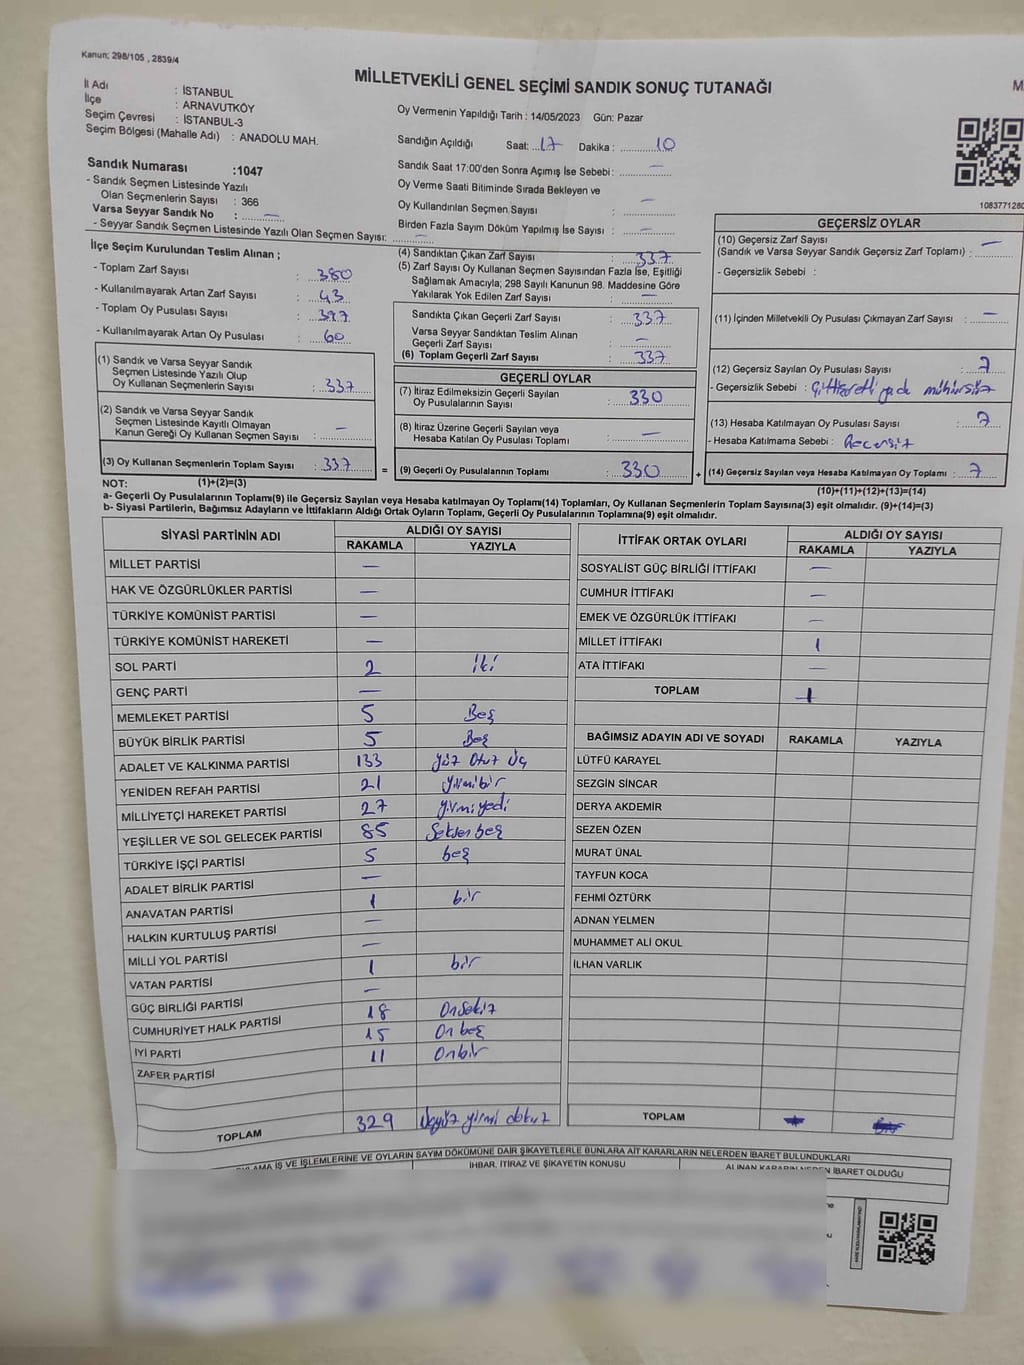 Kanun; 298/105 , 2839/4
MİLLETVEKİLİ GENEL SEÇİMİ SANDIK SONUÇ TUTANAĞI
İl Adı : İSTANBUL
İlçe : ARNAVUTKÖY
Seçim Çevresi : İSTANBUL-3
Seçim Bölgesi (Mahalle Adı) : ANADOLU MAH.
Oy Vermenin Yapıldığı Tarih : 14/05/2023 Gün: Pazar
Sandığın Açıldığı Saat: 17 Dakika : 10
Sandık Saat 17:00'den Sonra Açımış İse Sebebi : —
Oy Verme Saati Bitiminde Sırada Bekleyen ve
Oy Kullandırılan Seçmen Sayısı : —
Birden Fazla Sayım Döküm Yapılmış İse Sayısı : —
Sandık Numarası :1047
- Sandık Seçmen Listesinde Yazılı
Olan Seçmenlerin Sayısı : 366
Varsa Seyyar Sandık No : —
- Seyyar Sandık Seçmen Listesinde Yazılı Olan Seçmen Sayısı: —
İlçe Seçim Kurulundan Teslim Alınan ;
- Toplam Zarf Sayısı : 380
- Kullanılmayarak Artan Zarf Sayısı : 43
- Toplam Oy Pusulası Sayısı : 397
- Kullanılmayarak Artan Oy Pusulası : 60
(1) Sandık ve Varsa Seyyar Sandık
Seçmen Listesinde Yazılı Olup
Oy Kullanan Seçmenlerin Sayısı : 337
(2) Sandık ve Varsa Seyyar Sandık
Seçmen Listesinde Kayıtlı Olmayan
Kanun Gereği Oy Kullanan Seçmen Sayısı : —
(3) Oy Kullanan Seçmenlerin Toplam Sayısı : 337
(4) Sandıktan Çıkan Zarf Sayısı : 337
(5) Zarf Sayısı Oy Kullanan Seçmen Sayısından Fazla İse, Eşitliği
Sağlamak Amacıyla; 298 Sayılı Kanunun 98. Maddesine Göre
Yakılarak Yok Edilen Zarf Sayısı : —
Sandıkta Çıkan Geçerli Zarf Sayısı : 337
Varsa Seyyar Sandıktan Teslim Alınan
Geçerli Zarf Sayısı : —
(6) Toplam Geçerli Zarf Sayısı : 337
GEÇERLİ OYLAR
(7) İtiraz Edilmeksizin Geçerli Sayılan
Oy Pusulalarının Sayısı : 330
(8) İtiraz Üzerine Geçerli Sayılan veya
Hesaba Katılan Oy Pusulası Toplamı : —
= (9) Geçerli Oy Pusulalarının Toplamı : 330 +
1083771280
GEÇERSİZ OYLAR
(10) Geçersiz Zarf Sayısı
(Sandık ve Varsa Seyyar Sandık Geçersiz Zarf Toplamı) : —
- Geçersizlik Sebebi :
(11) İçinden Milletvekili Oy Pusulası Çıkmayan Zarf Sayısı : —
(12) Geçersiz Sayılan Oy Pusulası Sayısı : 7
- Geçersizlik Sebebi :
(13) Hesaba Katılmayan Oy Pusulası Sayısı : 7
- Hesaba Katılmama Sebebi :
(14) Geçersiz Sayılan veya Hesaba Katılmayan Oy Toplamı : 7
NOT: (1)+(2)=(3)
(10)+(11)+(12)+(13)=(14)
a- Geçerli Oy Pusulalarının Toplamı(9) ile Geçersiz Sayılan veya Hesaba katılmayan Oy Toplamı(14) Toplamları, Oy Kullanan Seçmenlerin Toplam Sayısına(3) eşit olmalıdır. (9)+(14)=(3)
b- Siyasi Partilerin, Bağımsız Adayların ve İttifakların Aldığı Ortak Oyların Toplamı, Geçerli Oy Pusulalarının Toplamına(9) eşit olmalıdır.
SİYASİ PARTİNİN ADI ALDIĞI OY SAYISI
RAKAMLA YAZIYLA
MİLLET PARTİSİ —
HAK VE ÖZGÜRLÜKLER PARTİSİ —
TÜRKİYE KOMÜNİST PARTİSİ —
TÜRKİYE KOMÜNİST HAREKETİ —
SOL PARTİ 2 iki
GENÇ PARTİ —
MEMLEKET PARTİSİ 5 Beş
BÜYÜK BİRLİK PARTİSİ 5 Beş
ADALET VE KALKINMA PARTİSİ 133 Yüz Otuz Üç
YENİDEN REFAH PARTİSİ 21 Yirmibir
MİLLİYETÇİ HAREKET PARTİSİ 27 Yirmiyedi
YEŞİLLER VE SOL GELECEK PARTİSİ 85 Seksenbeş
TÜRKİYE İŞÇİ PARTİSİ 5 beş
ADALET BİRLİK PARTİSİ —
ANAVATAN PARTİSİ 1 bir
HALKIN KURTULUŞ PARTİSİ —
MİLLİ YOL PARTİSİ —
VATAN PARTİSİ 1 bir
GÜÇ BİRLİĞİ PARTİSİ —
CUMHURİYET HALK PARTİSİ 18 Onsekiz
İYİ PARTİ 15 On beş
ZAFER PARTİSİ 11 Onbir
TOPLAM 329 Üçyüz yirmi dokuz
İTTİFAK ORTAK OYLARI ALDIĞI OY SAYISI
RAKAMLA YAZIYLA
SOSYALİST GÜÇ BİRLİĞİ İTTİFAKI —
CUMHUR İTTİFAKI —
EMEK VE ÖZGÜRLÜK İTTİFAKI —
MİLLET İTTİFAKI 1
ATA İTTİFAKI —
TOPLAM 1
BAĞIMSIZ ADAYIN ADI VE SOYADI RAKAMLA YAZIYLA
LÜTFÜ KARAYEL
SEZGİN SİNCAR
DERYA AKDEMİR
SEZEN ÖZEN
MURAT ÜNAL
TAYFUN KOCA
FEHMİ ÖZTÜRK
ADNAN YELMEN
MUHAMMET ALİ OKUL
İLHAN VARLIK
TOPLAM
İŞ VE İŞLEMLERİNE VE OYLARIN SAYIM DÖKÜMÜNE DAİR ŞİKAYETLERLE BUNLARA AİT KARARLARIN NELERDEN İBARET BULUNDUKLARI
İHBAR, İTİRAZ VE ŞİKAYETİN KONUSU
ALINAN KARARIN NEDEN İBARET OLDUĞU